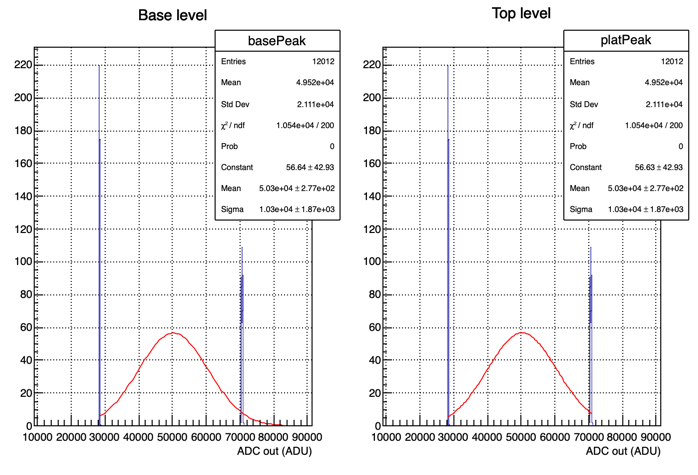 Base level
basePeak
Entries 12012
Mean 4.952e+04
Std Dev 2.111e+04
χ² / ndf 1.054e+04 / 200
Prob 0
Constant 56.64 ± 42.93
Mean 5.03e+04 ± 2.77e+02
Sigma 1.03e+04 ± 1.87e+03
220
200
180
160
140
120
100
80
60
40
20
0
10000 20000 30000 40000 50000 60000 70000 80000 90000
ADC out (ADU)
Top level
platPeak
Entries 12012
Mean 4.952e+04
Std Dev 2.111e+04
χ² / ndf 1.054e+04 / 200
Prob 0
Constant 56.63 ± 42.93
Mean 5.03e+04 ± 2.77e+02
Sigma 1.03e+04 ± 1.87e+03
220
200
180
160
140
120
100
80
60
40
20
0
10000 20000 30000 40000 50000 60000 70000 80000 90000
ADC out (ADU)